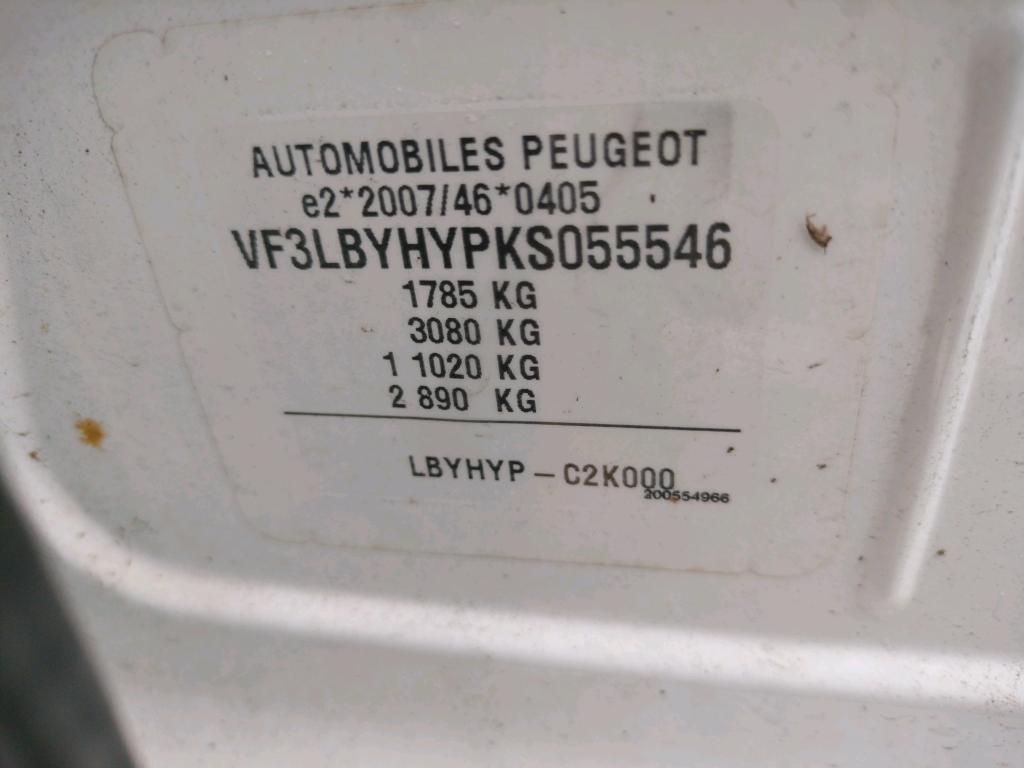 AUTOMOBILES PEUGEOT
e2*2007/46*0405
VF3LBYHYPKS055546
1785 KG
3080 KG
1 1020 KG
2 890 KG
LBYHYP – C2K000
200554966